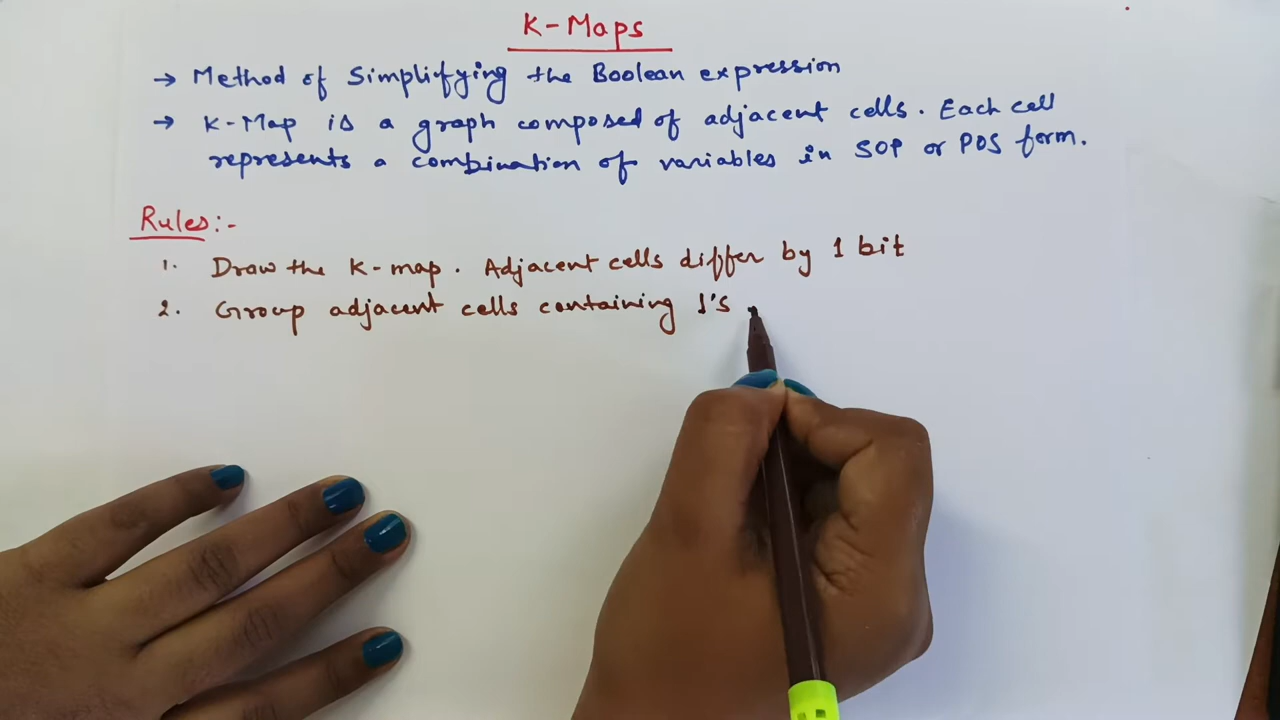 K-Maps
→ Method of Simplifying the Boolean expression
→ K-Map is a graph composed of adjacent cells. Each cell
represents a combination of variables in SOP or POS form.
Rules:-
1. Draw the K-map. Adjacent cells differ by 1 bit
2. Group adjacent cells containing 1's